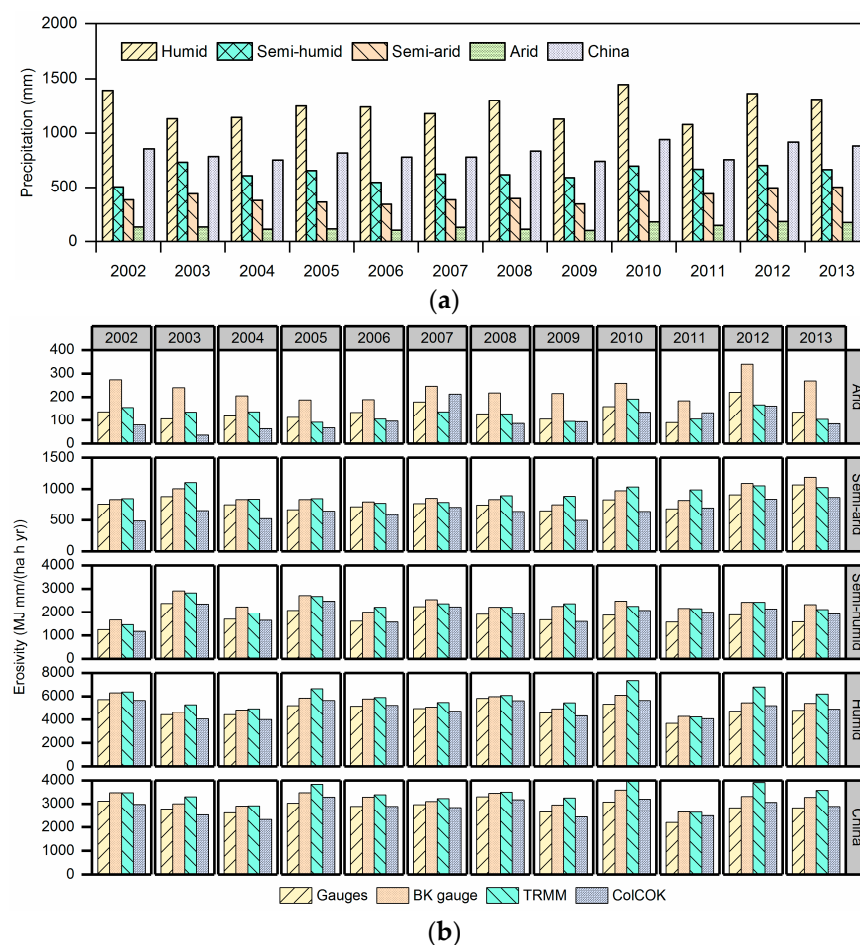 2000
1500
1000
500
0
Precipitation (mm)
Humid Semi-humid Semi-arid Arid China
2002 2003 2004 2005 2006 2007 2008 2009 2010 2011 2012 2013
(a)
2002 2003 2004 2005 2006 2007 2008 2009 2010 2011 2012 2013
Erosivity (MJ mm/(ha h yr))
400
300
200
100
0
Arid
1500
1000
500
0
Semi-arid
4000
3000
2000
1000
0
Semi-humid
8000
6000
4000
2000
0
Humid
4000
3000
2000
1000
0
China
Gauges BK gauge TRMM ColCOK
(b)